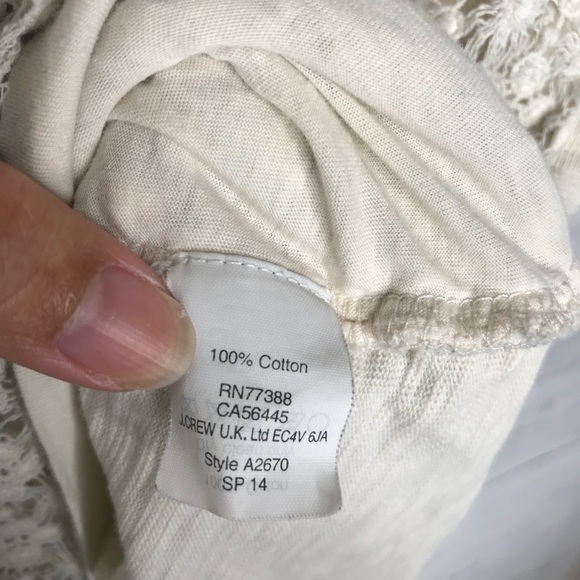 100% Cotton
RN77388
CA56445
J.CREW U.K. Ltd EC4V 6JA
Style A2670
SP 14